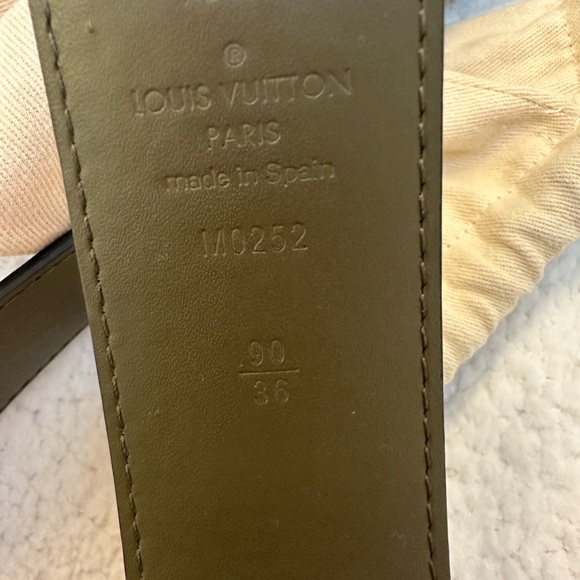 ®
LOUIS VUITTON
PARIS
made in Spain
M0252
90
36